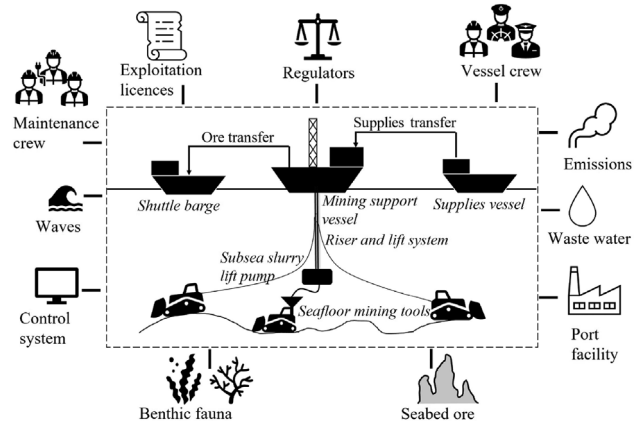 Exploitation
licences
Regulators
Vessel crew
Maintenance
crew
Ore transfer
Supplies transfer
Emissions
Shuttle barge
Mining support
vessel
Supplies vessel
Waves
Riser and lift system
Waste water
Subsea slurry
lift pump
Seafloor mining tools
Control
system
Port
facility
Benthic fauna
Seabed ore